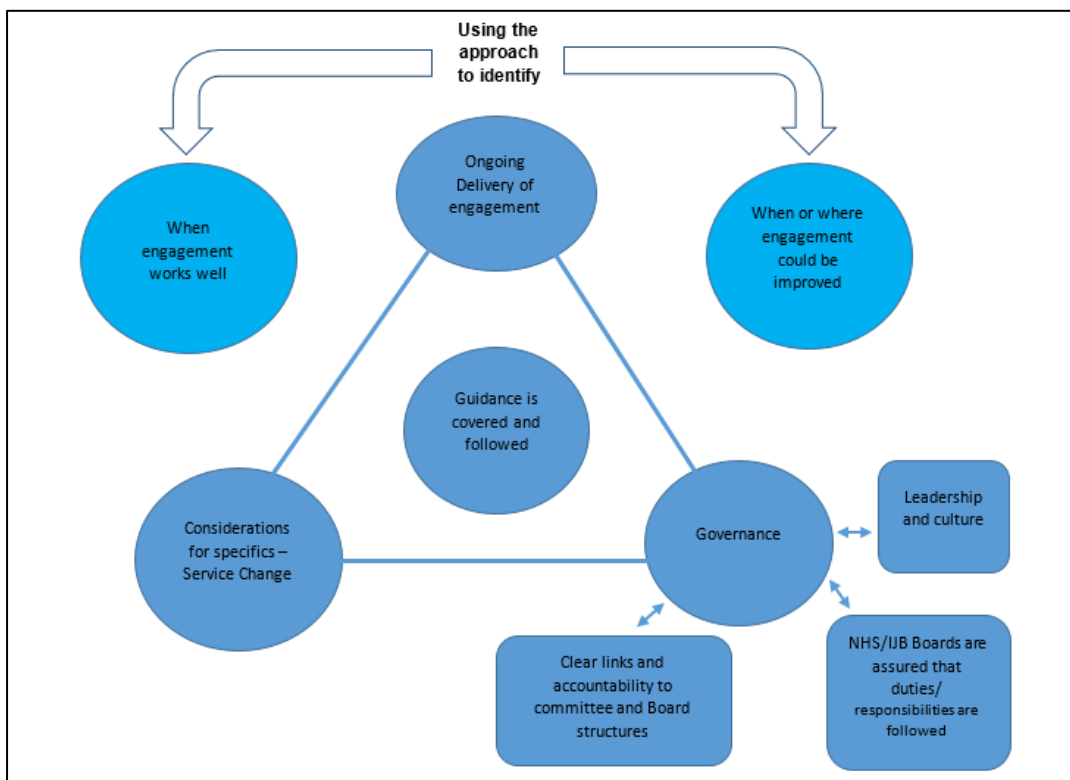 Using the
approach
to identify
Ongoing
Delivery of
engagement
When
engagement
works well
When or where
engagement
could be
improved
Guidance is
covered and
followed
Considerations
for specifics –
Service Change
Governance
Leadership
and culture
Clear links and
accountability to
committee and Board
structures
NHS/IJB Boards are
assured that
duties/
responsibilities are
followed